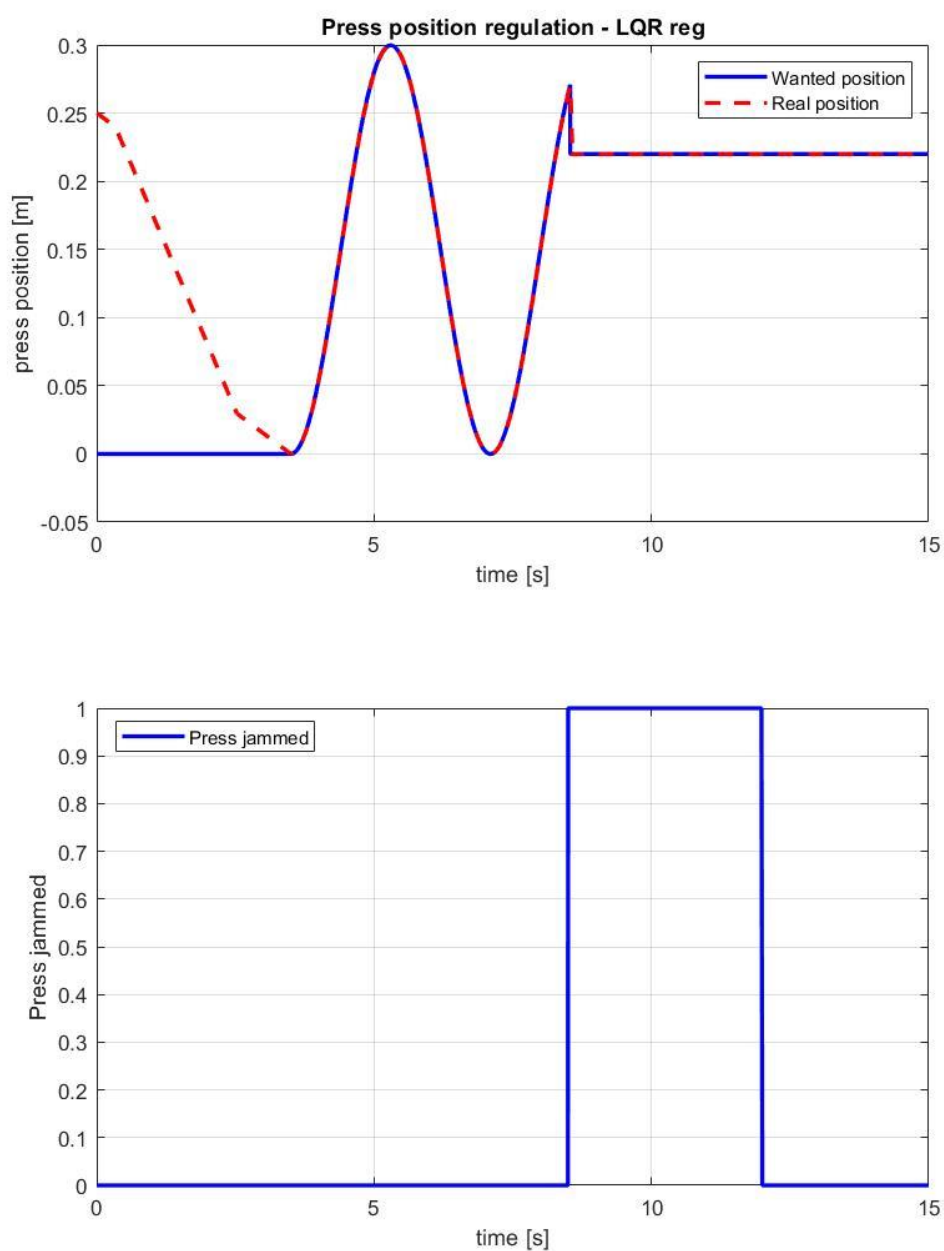 Press position regulation - LQR reg
Wanted position
Real position
press position [m]
0.3
0.25
0.2
0.15
0.1
0.05
0
-0.05
0 5 10 15
time [s]
Press jammed
Press jammed
1
0.9
0.8
0.7
0.6
0.5
0.4
0.3
0.2
0.1
0
0 5 10 15
time [s]